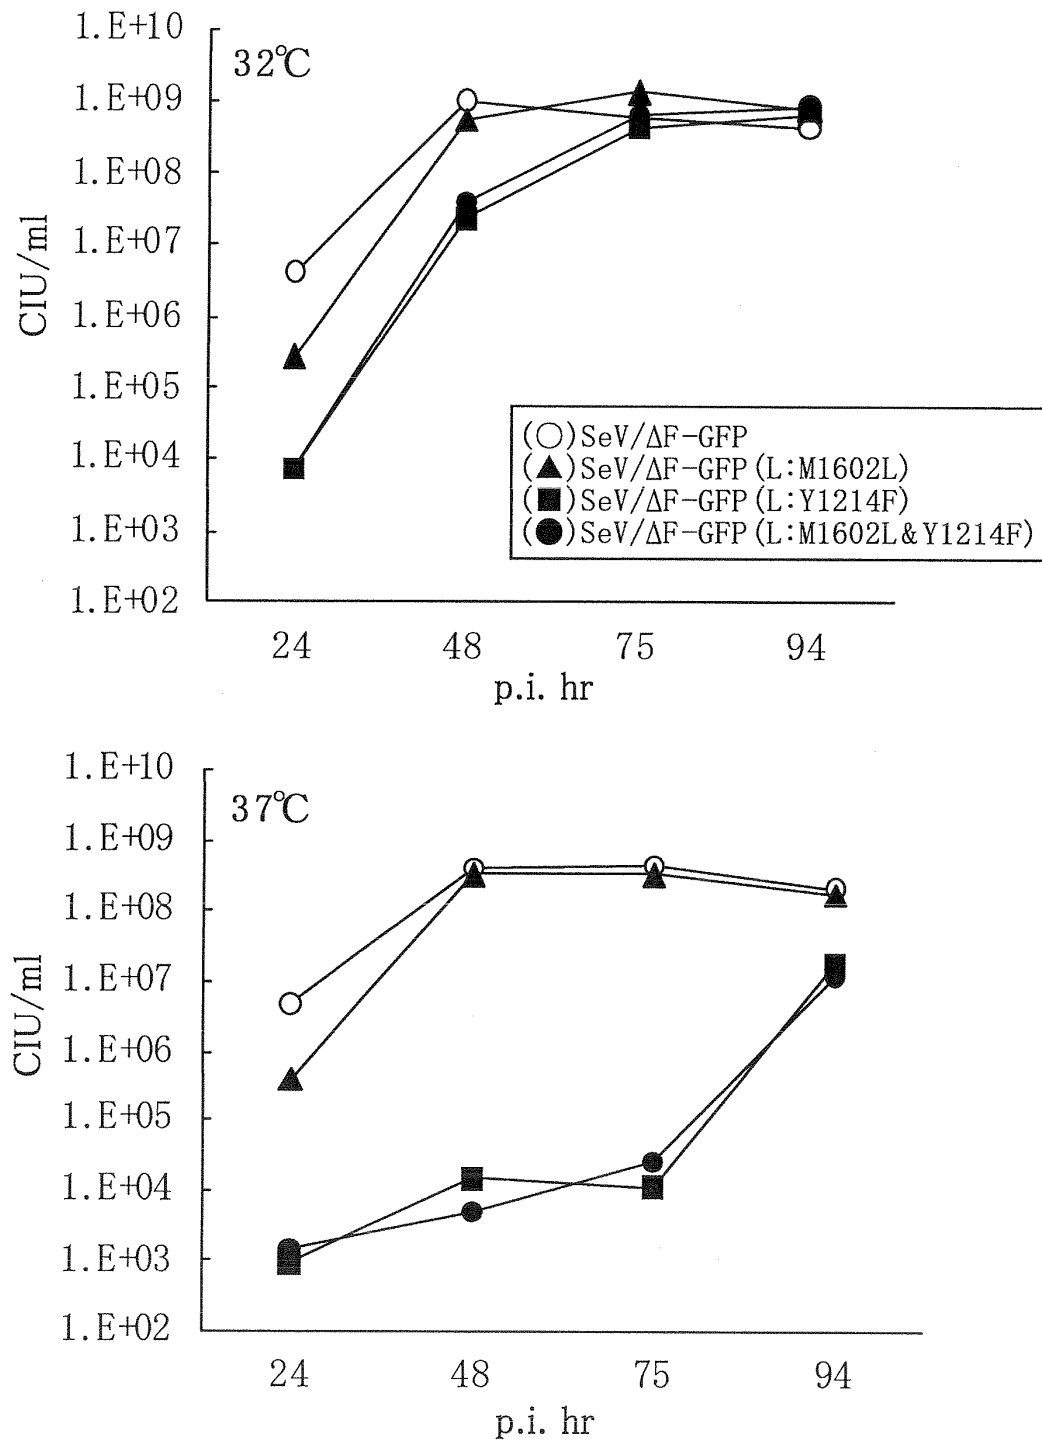 1.E+10
32℃
1.E+09
1.E+08
1.E+07
1.E+06
1.E+05
1.E+04
1.E+03
1.E+02
CIU/ml
(○)SeV/ΔF-GFP
(▲)SeV/ΔF-GFP(L:M1602L)
(■)SeV/ΔF-GFP(L:Y1214F)
(●)SeV/ΔF-GFP(L:M1602L&Y1214F)
24 48 75 94
p.i. hr
1.E+10
37℃
1.E+09
1.E+08
1.E+07
1.E+06
1.E+05
1.E+04
1.E+03
1.E+02
CIU/ml
24 48 75 94
p.i. hr